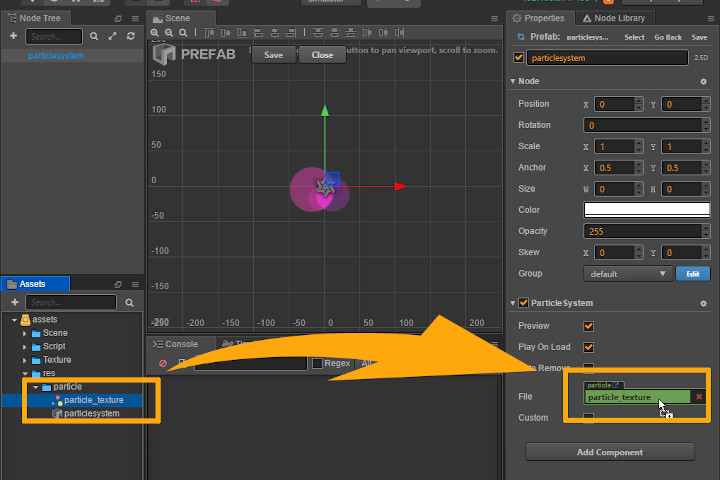 Node Tree
Search...
particlesystem
Scene
PREFAB
Save
Close
button to pan viewport, scroll to zoom.
150
100
50
0
-50
-100
-150
-200
-200 -150 -100 -50 0 50 100 200
Assets
Search...
assets
Scene
Script
Texture
res
particle
particle_texture
particlesystem
Console
Regex
All
Properties
Node Library
Prefab: particlesys...
Select
Go Back
Save
particlesystem
2.5D
Node
Position X 0 Y 0
Rotation 0
Scale X 1 Y 1
Anchor X 0.5 Y 0.5
Size W 0 H 0
Color
Opacity 255
Skew X 0 Y 0
Group default Edit
ParticleSystem
Preview
Play On Load
Remove
particle
File particle_texture
Custom
Add Component